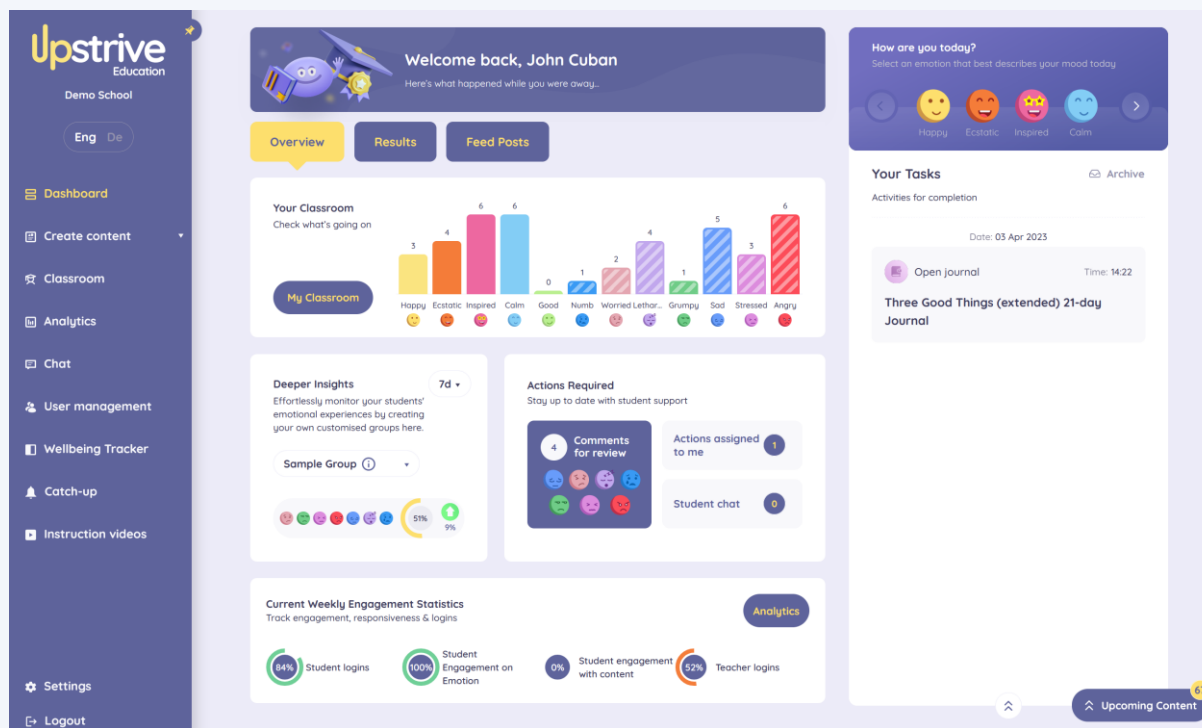 Upstrive
Education
Demo School
Eng De
Dashboard
Create content
Classroom
Analytics
Chat
User management
Wellbeing Tracker
Catch-up
Instruction videos
Settings
Logout
Welcome back, John Cuban
Here's what happened while you were away...
Overview
Results
Feed Posts
Your Classroom
Check what's going on
My Classroom
3 4 6 6 0 1 2 4 1 5 3 6
Happy Ecstatic Inspired Calm Good Numb Worried Lethar... Grumpy Sad Stressed Angry
Deeper Insights
7d
Effortlessly monitor your students'
emotional experiences by creating
your own customised groups here.
Sample Group
51%
9%
Actions Required
Stay up to date with student support
4
Comments
for review
Actions assigned
to me
1
Student chat
0
Current Weekly Engagement Statistics
Track engagement, responsiveness & logins
Analytics
84%
Student logins
100%
Student
Engagement on
Emotion
0%
Student engagement
with content
52%
Teacher logins
How are you today?
Select an emotion that best describes your mood today
Happy Ecstatic Inspired Calm
Your Tasks
Archive
Activities for completion
Date: 03 Apr 2023
Open journal
Time: 14:22
Three Good Things (extended) 21-day
Journal
Upcoming Content